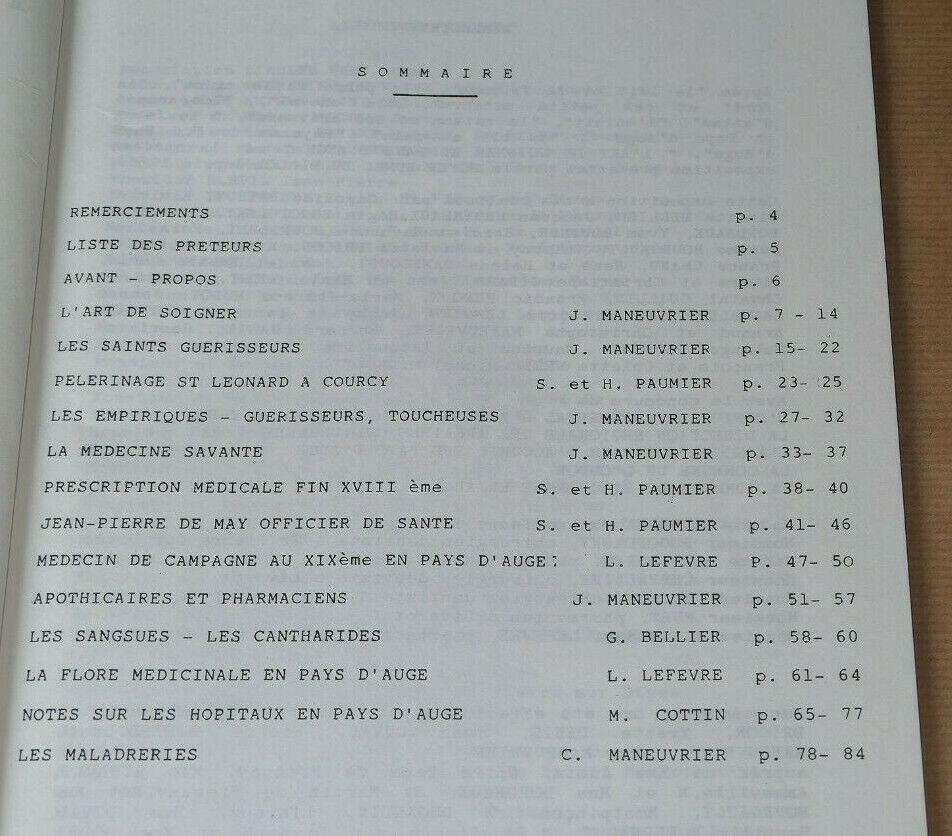 SOMMAIRE
REMERCIEMENTS p. 4
LISTE DES PRETEURS p. 5
AVANT - PROPOS p. 6
L'ART DE SOIGNER J. MANEUVRIER p. 7 - 14
LES SAINTS GUERISSEURS J. MANEUVRIER p. 15- 22
PELERINAGE ST LEONARD A COURCY S. et H. PAUMIER p. 23- 25
LES EMPIRIQUES - GUERISSEURS, TOUCHEUSES J. MANEUVRIER p. 27- 32
LA MEDECINE SAVANTE J. MANEUVRIER p. 33- 37
PRESCRIPTION MEDICALE FIN XVIII ème S. et H. PAUMIER p. 38- 40
JEAN-PIERRE DE MAY OFFICIER DE SANTE S. et H. PAUMIER p. 41- 46
MEDECIN DE CAMPAGNE AU XIXème EN PAYS D'AUGE L. LEFEVRE P. 47- 50
APOTHICAIRES ET PHARMACIENS J. MANEUVRIER p. 51- 57
LES SANGSUES - LES CANTHARIDES G. BELLIER p. 58- 60
LA FLORE MEDICINALE EN PAYS D'AUGE L. LEFEVRE p. 61- 64
NOTES SUR LES HOPITAUX EN PAYS D'AUGE M. COTTIN p. 65- 77
LES MALADRERIES C. MANEUVRIER p. 78- 84